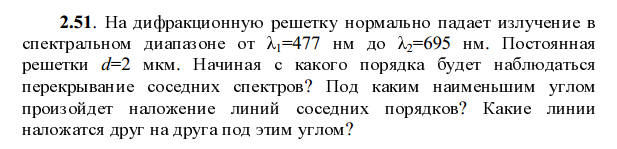 2.51. На дифракционную решетку нормально падает излучение в
спектральном диапазоне от λ₁=477 нм до λ₂=695 нм. Постоянная
решетки d=2 мкм. Начиная с какого порядка будет наблюдаться
перекрывание соседних спектров? Под каким наименьшим углом
произойдет наложение линий соседних порядков? Какие линии
наложатся друг на друга под этим углом?